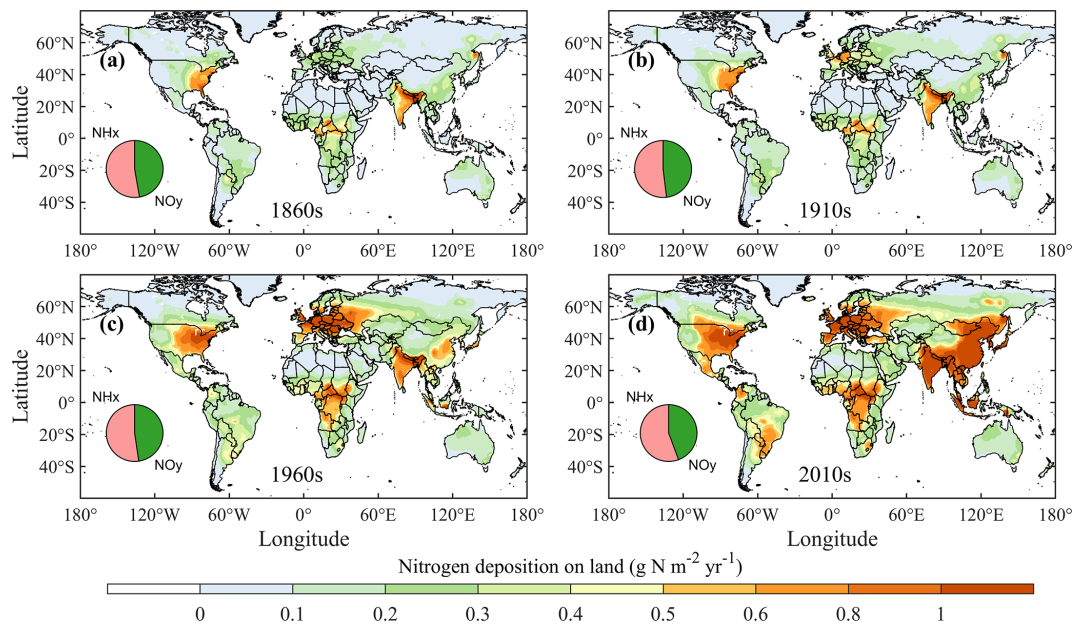 60°N
40°N
20°N
0°
20°S
40°S
Latitude
(a)
NHx
NOy
1860s
180°
120°W
60°W
0°
60°E
120°E
180°
60°N
40°N
20°N
0°
20°S
40°S
(b)
NHx
NOy
1910s
180°
120°W
60°W
0°
60°E
120°E
180°
60°N
40°N
20°N
0°
20°S
40°S
Latitude
(c)
NHx
NOy
1960s
180°
120°W
60°W
0°
60°E
120°E
180°
Longitude
60°N
40°N
20°N
0°
20°S
40°S
(d)
NHx
NOy
2010s
180°
120°W
60°W
0°
60°E
120°E
180°
Longitude
Nitrogen deposition on land (g N m⁻² yr⁻¹)
0 0.1 0.2 0.3 0.4 0.5 0.6 0.8 1